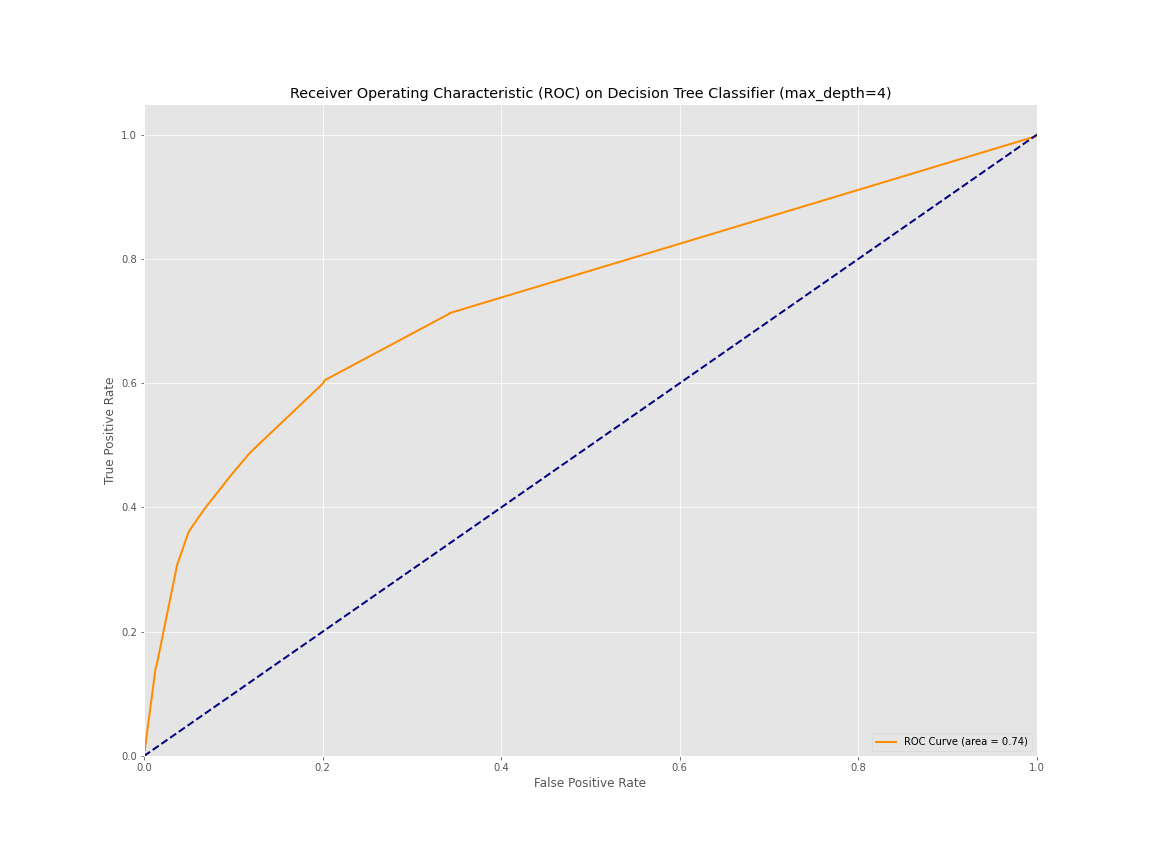 Receiver Operating Characteristic (ROC) on Decision Tree Classifier (max_depth=4)
1.0
0.8
0.6
0.4
0.2
0.0
True Positive Rate
ROC Curve (area = 0.74)
0.0 0.2 0.4 0.6 0.8 1.0
False Positive Rate